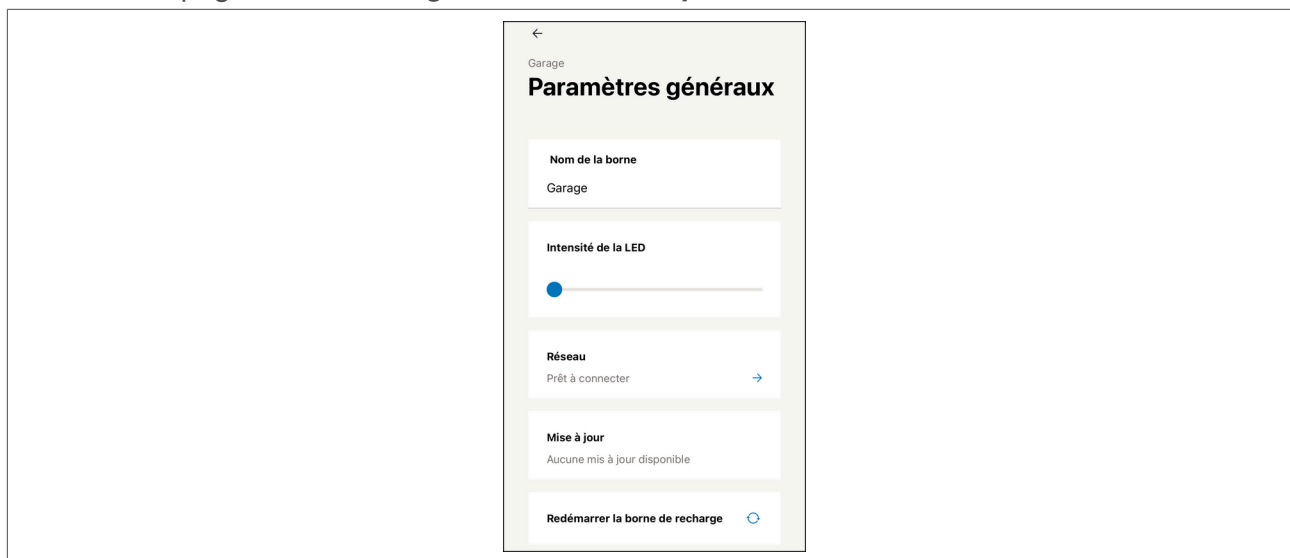 Garage
Paramètres généraux
Nom de la borne
Garage
Intensité de la LED
Réseau
Prêt à connecter
Mise à jour
Aucune mis à jour disponible
Redémarrer la borne de recharge